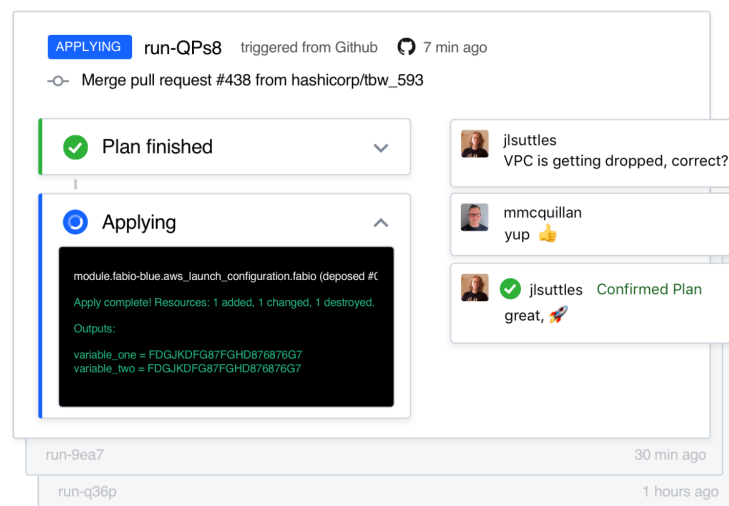 APPLYING run-QPs8 triggered from Github 7 min ago
Merge pull request #438 from hashicorp/tbw_593
Plan finished
Applying
module.fabio-blue.aws_launch_configuration.fabio (deposed #0
Apply complete! Resources: 1 added, 1 changed, 1 destroyed.
Outputs:
variable_one = FDGJKDFG87FGHD876876G7
variable_two = FDGJKDFG87FGHD876876G7
jlsuttles
VPC is getting dropped, correct?
mmcquillan
yup 👍
jlsuttles Confirmed Plan
great, 🚀
run-9ea7 30 min ago
run-q36p 1 hours ago